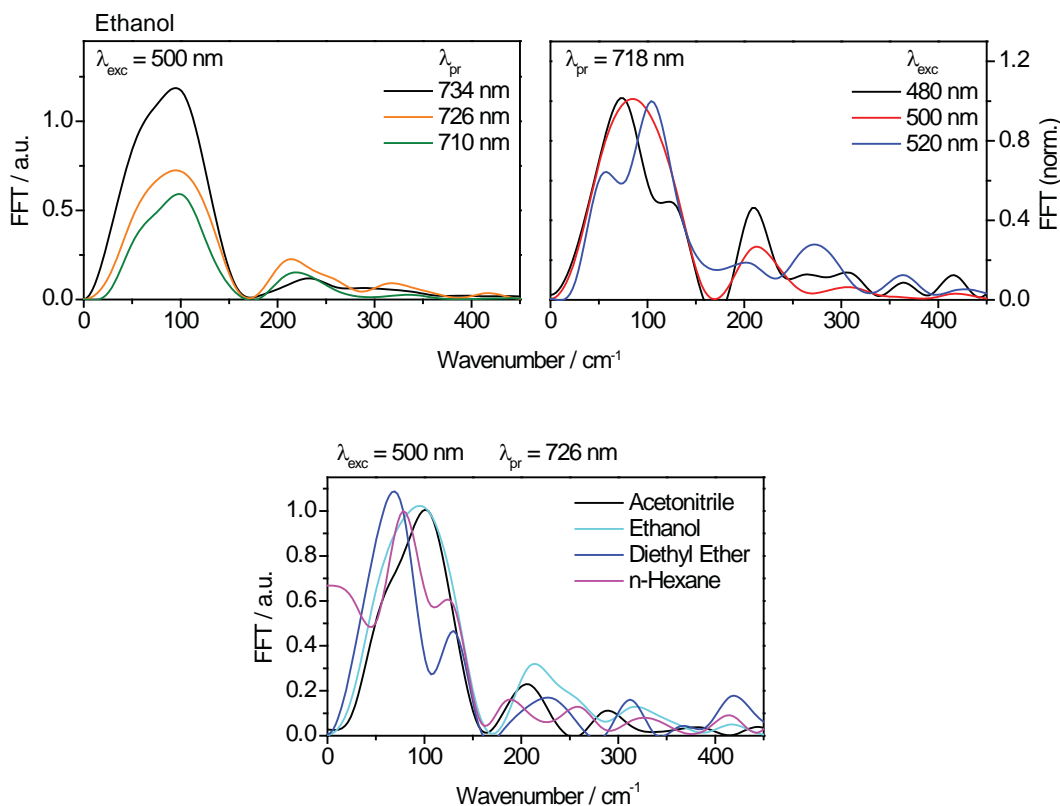 Ethanol
λexc = 500 nm
λpr
734 nm
726 nm
710 nm
FFT / a.u.
1.0
0.5
0.0
0 100 200 300 400
λpr = 718 nm
λexc
480 nm
500 nm
520 nm
1.2
0.8
0.4
0.0
FFT (norm.)
0 100 200 300 400
Wavenumber / cm-1
λexc = 500 nm λpr = 726 nm
Acetonitrile
Ethanol
Diethyl Ether
n-Hexane
FFT / a.u.
1.0
0.8
0.6
0.4
0.2
0.0
0 100 200 300 400
Wavenumber / cm-1